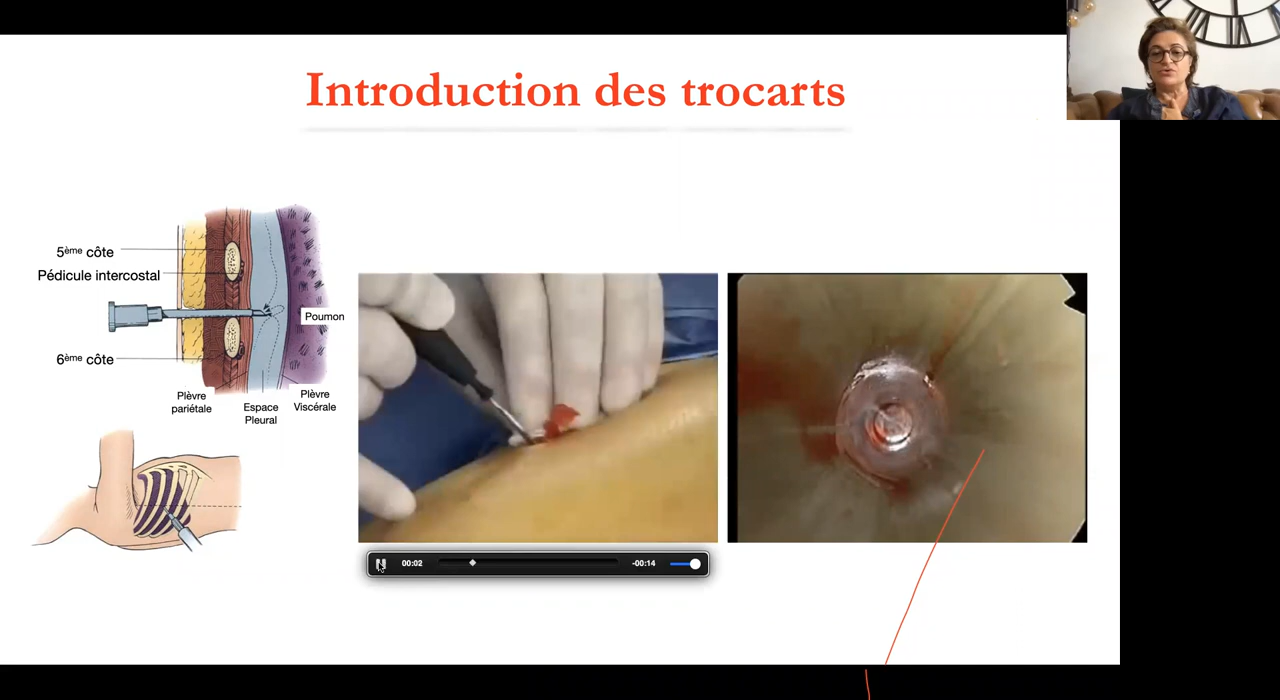 Introduction des trocarts
5ème côte
Pédicule intercostal
Poumon
6ème côte
Plèvre
pariétale
Espace
Pleural
Plèvre
Viscérale
00:02
-00:14